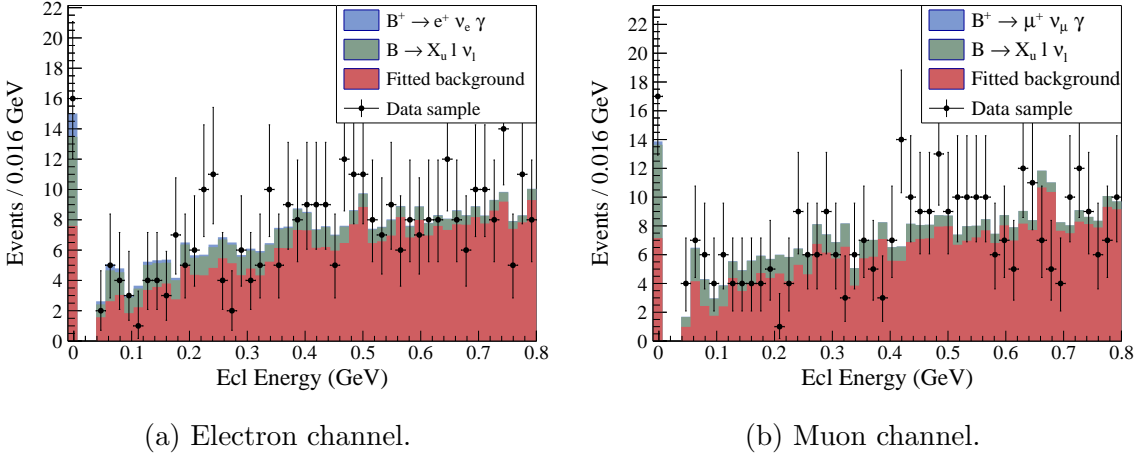 22
20
18
16
14
12
10
8
6
4
2
0
Events / 0.016 GeV
B⁺ → e⁺ νₑ γ
B → Xᵤ l νₗ
Fitted background
Data sample
0 0.1 0.2 0.3 0.4 0.5 0.6 0.7 0.8
Ecl Energy (GeV)
(a) Electron channel.
22
20
18
16
14
12
10
8
6
4
2
0
Events / 0.016 GeV
B⁺ → μ⁺ ν_μ γ
B → Xᵤ l νₗ
Fitted background
Data sample
0 0.1 0.2 0.3 0.4 0.5 0.6 0.7 0.8
Ecl Energy (GeV)
(b) Muon channel.